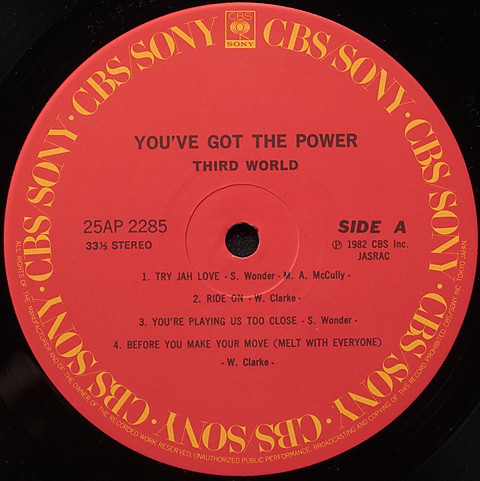 CBS
SONY
CBS/SONY · CBS/SONY · CBS/SONY · CBS/SONY · CBS/SONY · CBS/SONY · CBS/SONY · CBS/SONY
YOU'VE GOT THE POWER
THIRD WORLD
25AP 2285
33⅓ STEREO
SIDE A
Ⓟ 1982 CBS Inc.
JASRAC
1. TRY JAH LOVE - S. Wonder - M. A. McCully -
2. RIDE ON - W. Clarke -
3. YOU'RE PLAYING US TOO CLOSE - S. Wonder -
4. BEFORE YOU MAKE YOUR MOVE (MELT WITH EVERYONE)
- W. Clarke -
ALL RIGHTS OF THE MANUFACTURER AND OF THE OWNER OF THE RECORDED WORK RESERVED. UNAUTHORIZED PUBLIC PERFORMANCE, BROADCASTING AND COPYING OF THIS RECORD PROHIBITED. CBS/SONY INC. TOKYO JAPAN